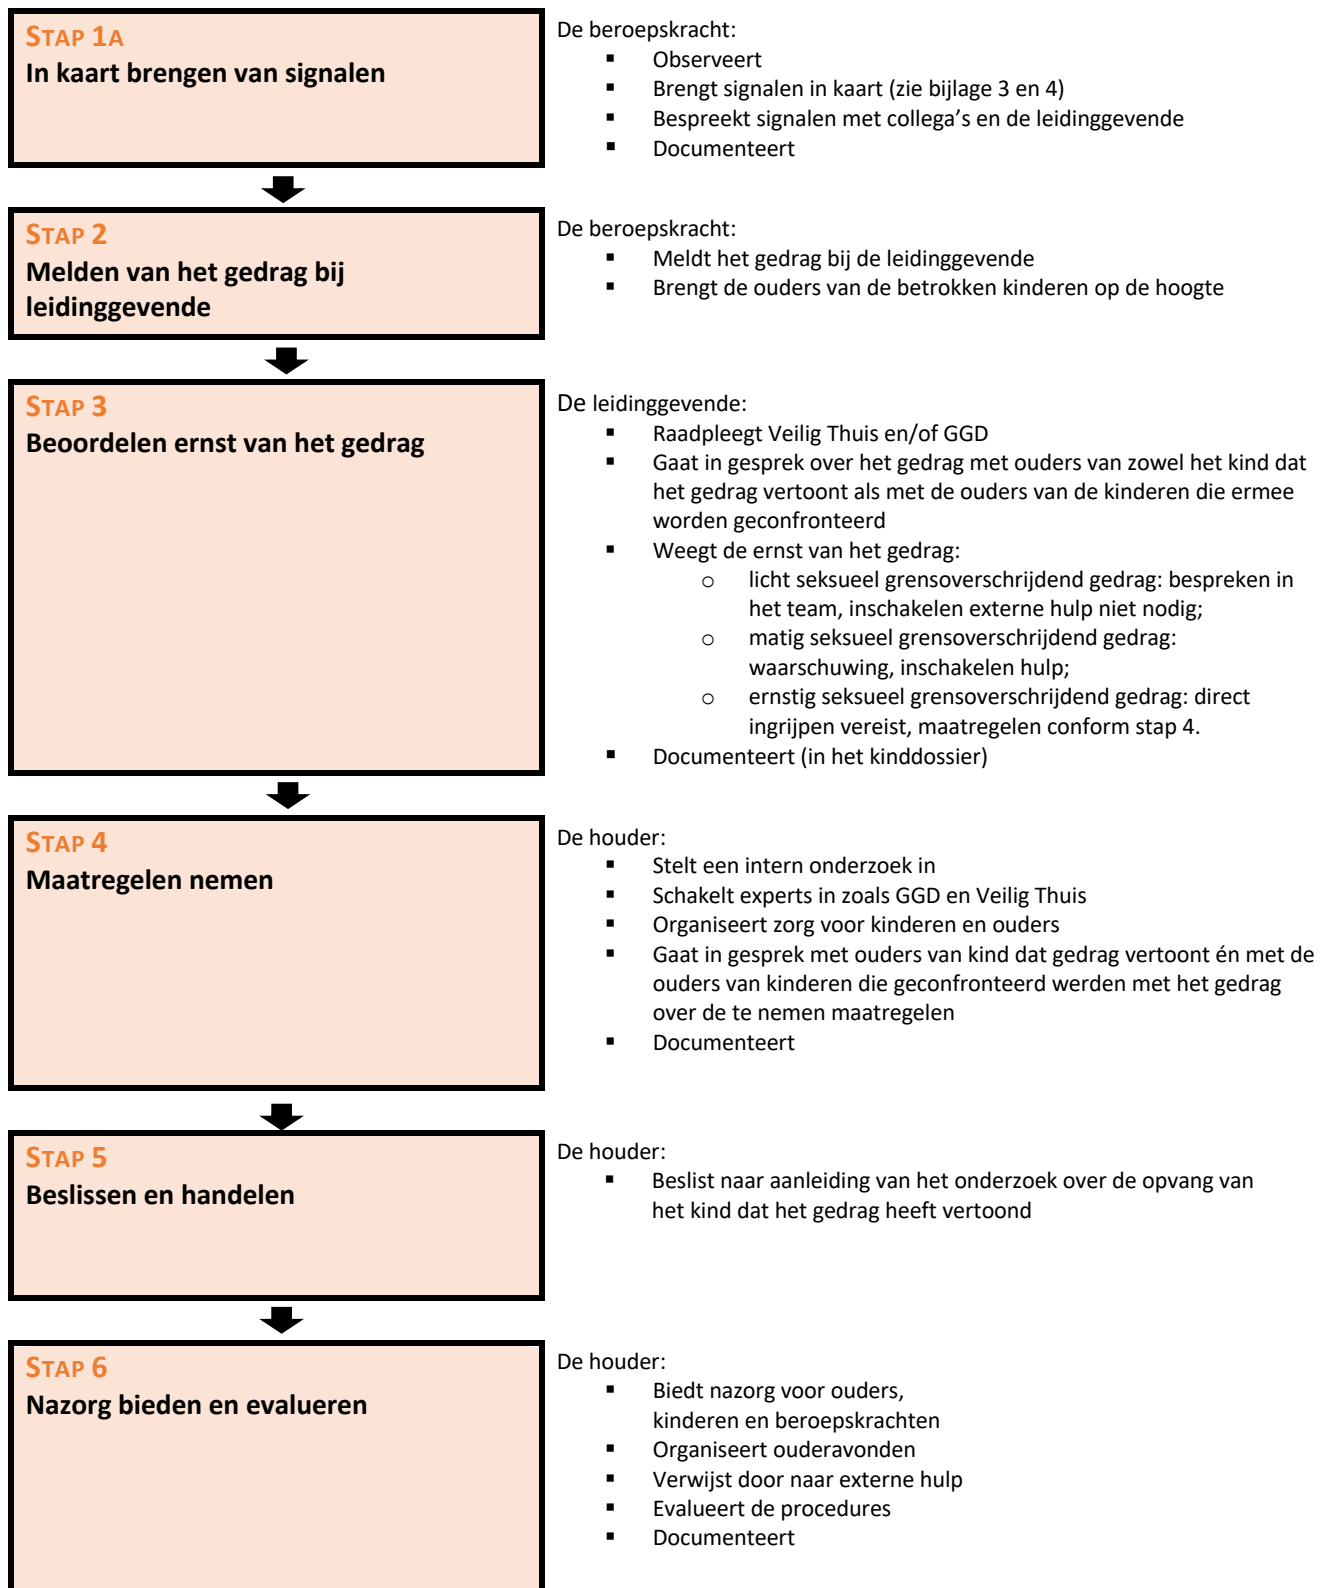 STAP 1A
In kaart brengen van signalen
De beroepskracht:
▪ Observeert
▪ Brengt signalen in kaart (zie bijlage 3 en 4)
▪ Bespreekt signalen met collega's en de leidinggevende
▪ Documenteert
STAP 2
Melden van het gedrag bij
leidinggevende
De beroepskracht:
▪ Meldt het gedrag bij de leidinggevende
▪ Brengt de ouders van de betrokken kinderen op de hoogte
STAP 3
Beoordelen ernst van het gedrag
De leidinggevende:
▪ Raadpleegt Veilig Thuis en/of GGD
▪ Gaat in gesprek over het gedrag met ouders van zowel het kind dat
het gedrag vertoont als met de ouders van de kinderen die ermee
worden geconfronteerd
▪ Weegt de ernst van het gedrag:
o licht seksueel grensoverschrijdend gedrag: bespreken in
het team, inschakelen externe hulp niet nodig;
o matig seksueel grensoverschrijdend gedrag:
waarschuwing, inschakelen hulp;
o ernstig seksueel grensoverschrijdend gedrag: direct
ingrijpen vereist, maatregelen conform stap 4.
▪ Documenteert (in het kinddossier)
STAP 4
Maatregelen nemen
De houder:
▪ Stelt een intern onderzoek in
▪ Schakelt experts in zoals GGD en Veilig Thuis
▪ Organiseert zorg voor kinderen en ouders
▪ Gaat in gesprek met ouders van kind dat gedrag vertoont én met de
ouders van kinderen die geconfronteerd werden met het gedrag
over de te nemen maatregelen
▪ Documenteert
STAP 5
Beslissen en handelen
De houder:
▪ Beslist naar aanleiding van het onderzoek over de opvang van
het kind dat het gedrag heeft vertoond
STAP 6
Nazorg bieden en evalueren
De houder:
▪ Biedt nazorg voor ouders,
kinderen en beroepskrachten
▪ Organiseert ouderavonden
▪ Verwijst door naar externe hulp
▪ Evalueert de procedures
▪ Documenteert